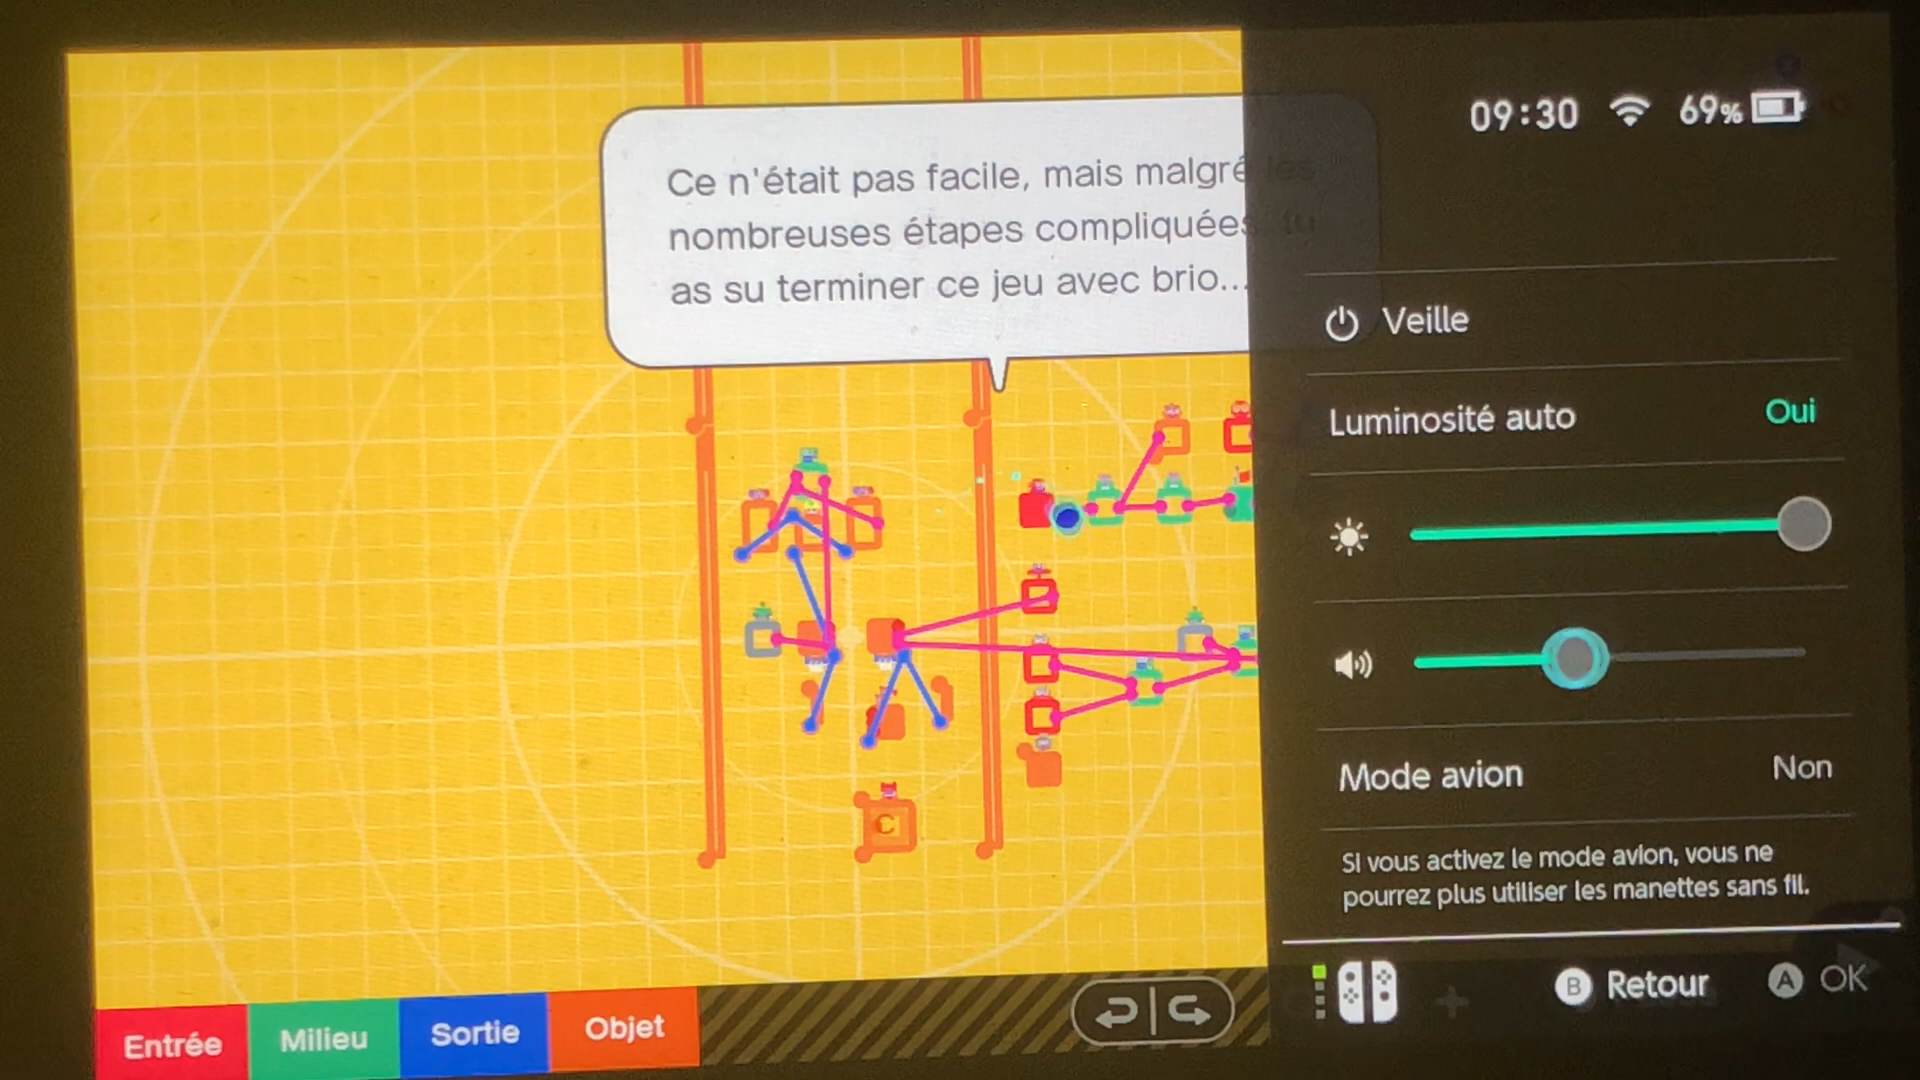 Ce n'était pas facile, mais malgré les
nombreuses étapes compliquées, tu
as su terminer ce jeu avec brio...
09:30 69%
Veille
Luminosité auto Oui
Mode avion Non
Si vous activez le mode avion, vous ne
pourrez plus utiliser les manettes sans fil.
B Retour A OK
Entrée Milieu Sortie Objet
C